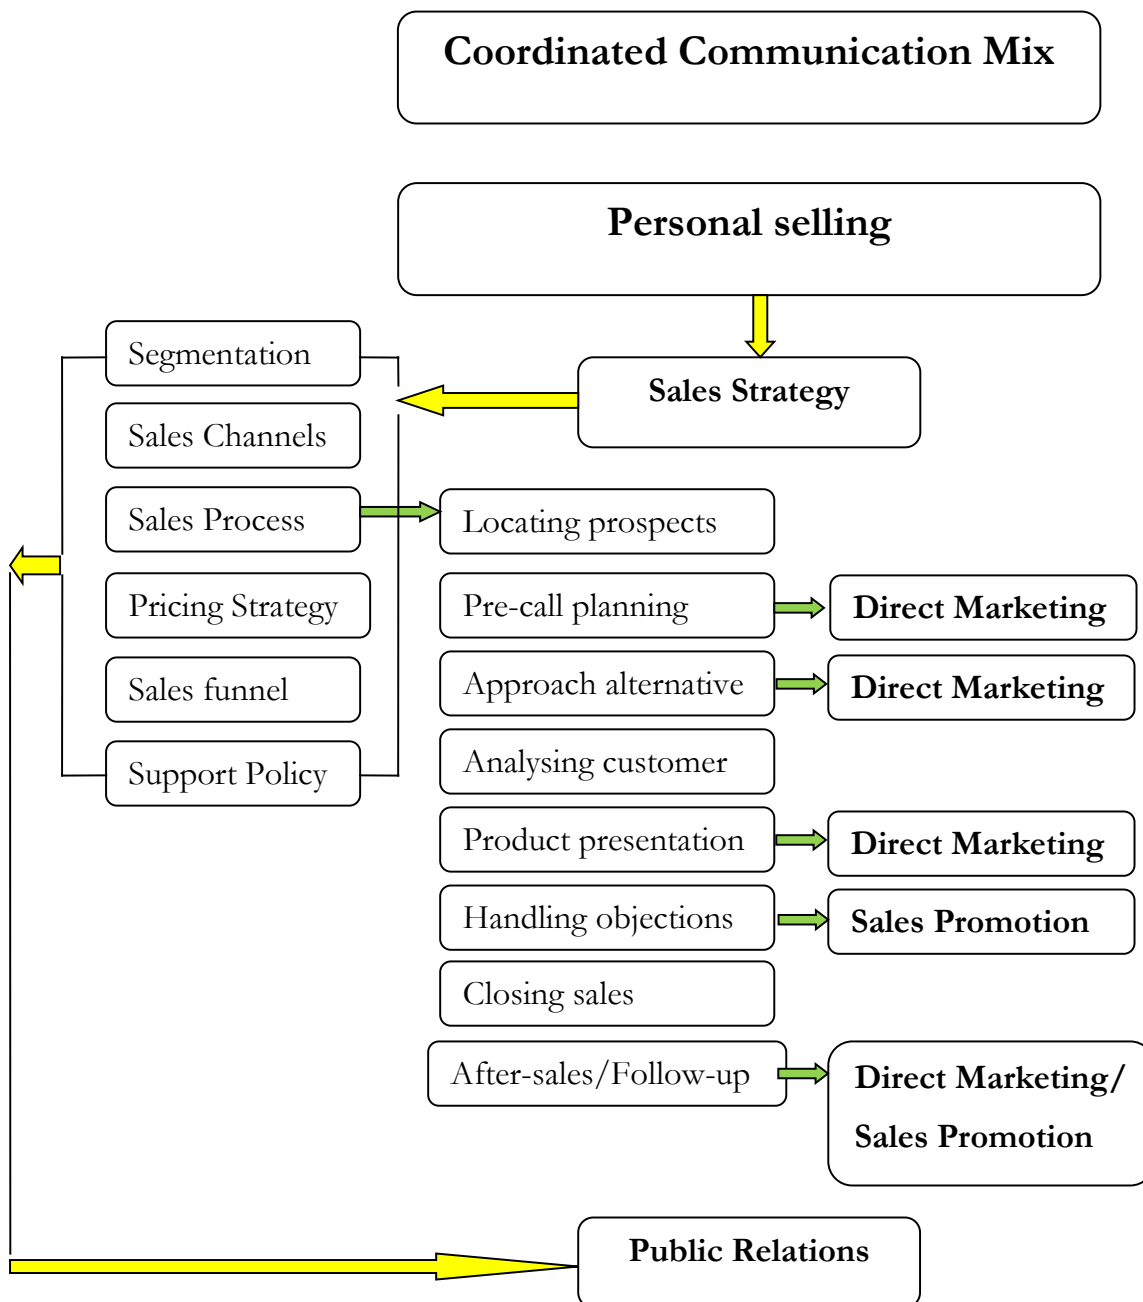 Coordinated Communication Mix
Personal selling
Sales Strategy
Segmentation
Sales Channels
Sales Process
Pricing Strategy
Sales funnel
Support Policy
Locating prospects
Pre-call planning
Direct Marketing
Approach alternative
Direct Marketing
Analysing customer
Product presentation
Direct Marketing
Handling objections
Sales Promotion
Closing sales
After-sales/Follow-up
Direct Marketing/
Sales Promotion
Public Relations